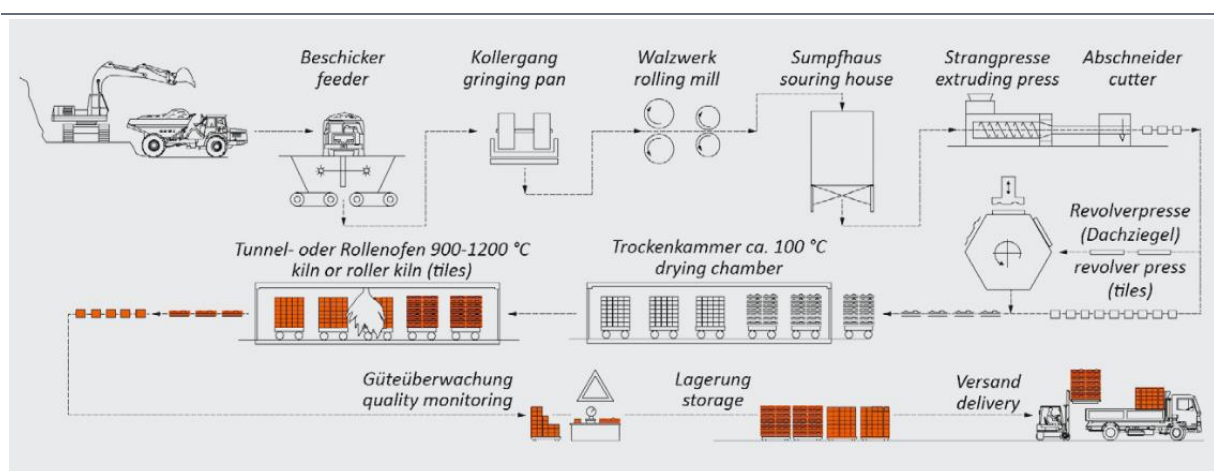 Beschicker
feeder
Kollergang
gringing pan
Walzwerk
rolling mill
Sumpfhaus
souring house
Strangpresse
extruding press
Abschneider
cutter
Revolverpresse
(Dachziegel)
revolver press
(tiles)
Tunnel- oder Rollenofen 900-1200 °C
kiln or roller kiln (tiles)
Trockenkammer ca. 100 °C
drying chamber
Güteüberwachung
quality monitoring
Lagerung
storage
Versand
delivery